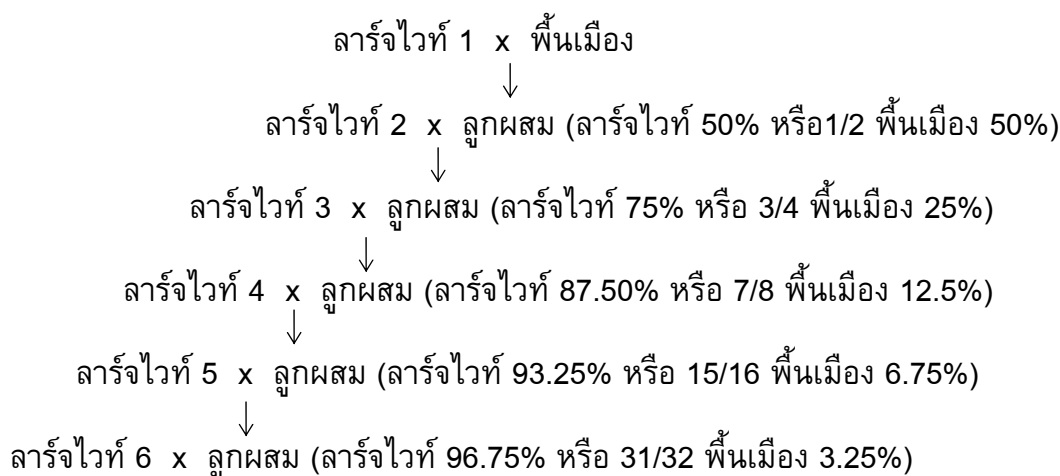 ลาร์จไวท์ 1 x พื้นเมือง
ลาร์จไวท์ 2 x ลูกผสม (ลาร์จไวท์ 50% หรือ1/2 พื้นเมือง 50%)
ลาร์จไวท์ 3 x ลูกผสม (ลาร์จไวท์ 75% หรือ 3/4 พื้นเมือง 25%)
ลาร์จไวท์ 4 x ลูกผสม (ลาร์จไวท์ 87.50% หรือ 7/8 พื้นเมือง 12.5%)
ลาร์จไวท์ 5 x ลูกผสม (ลาร์จไวท์ 93.25% หรือ 15/16 พื้นเมือง 6.75%)
ลาร์จไวท์ 6 x ลูกผสม (ลาร์จไวท์ 96.75% หรือ 31/32 พื้นเมือง 3.25%)